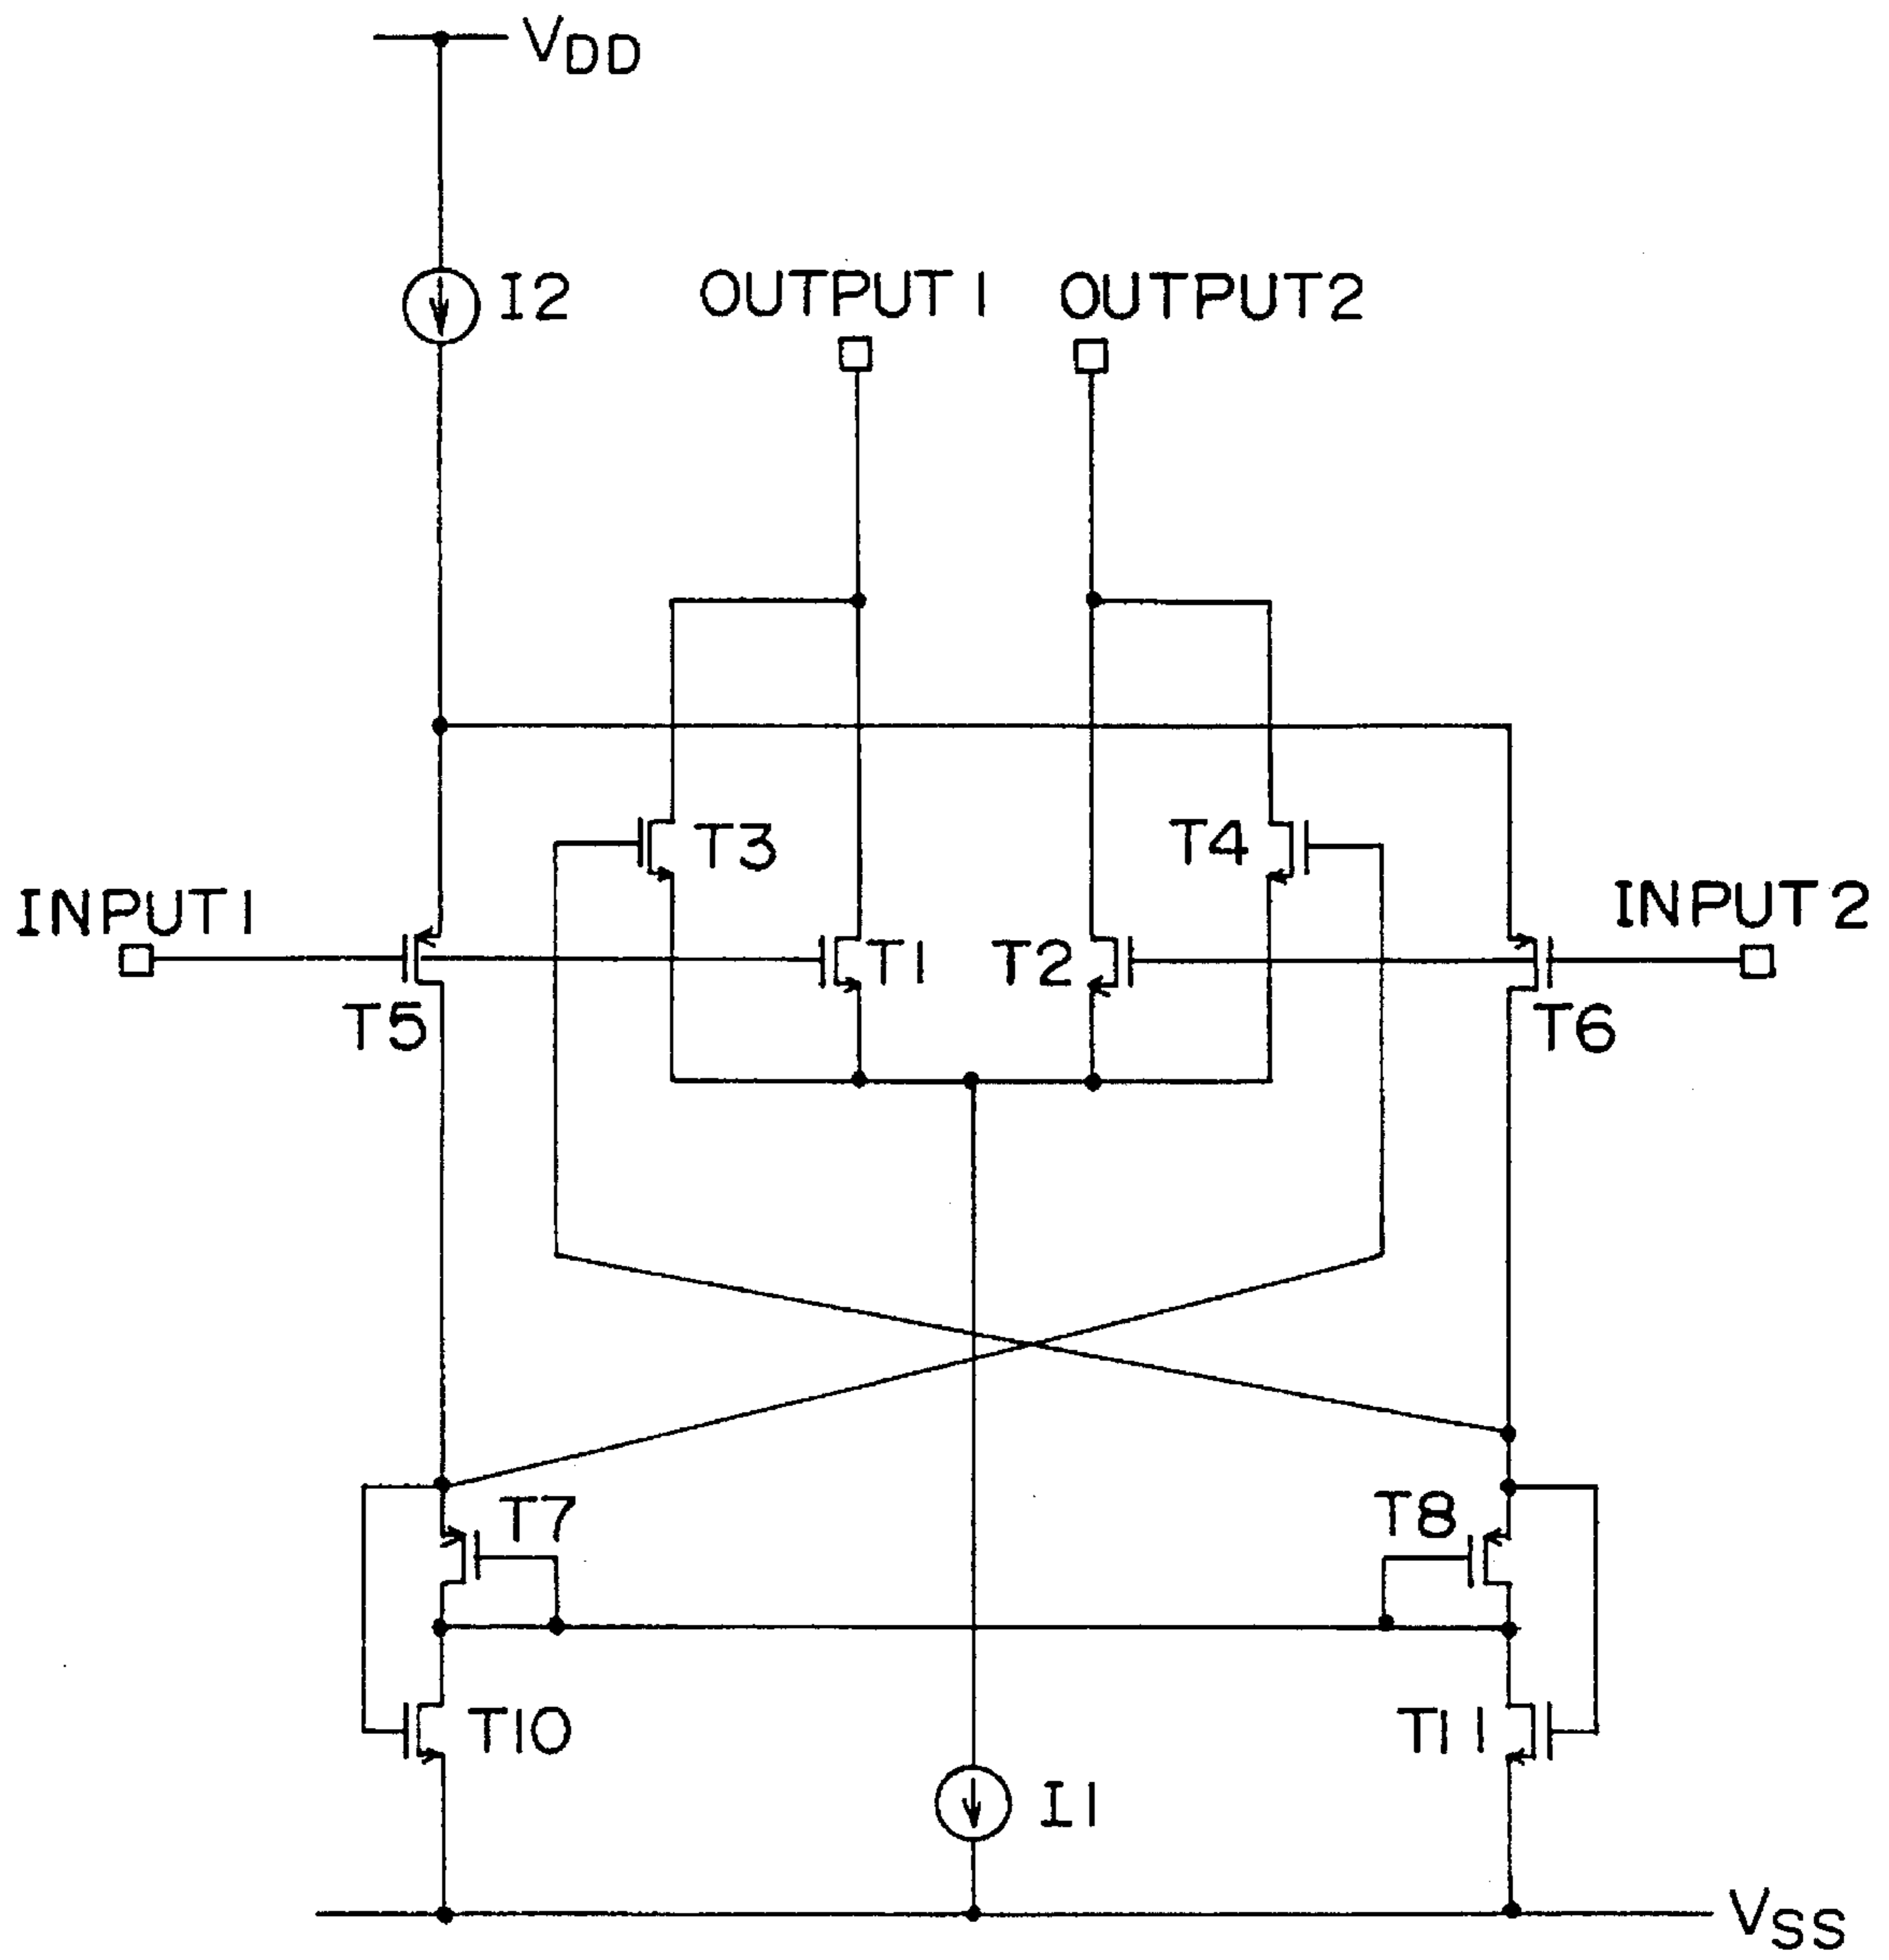 VDD
I2
OUTPUT1
OUTPUT2
T3
T4
INPUT1
T1
T2
INPUT2
T5
T6
T7
T8
T10
T11
I1
VSS